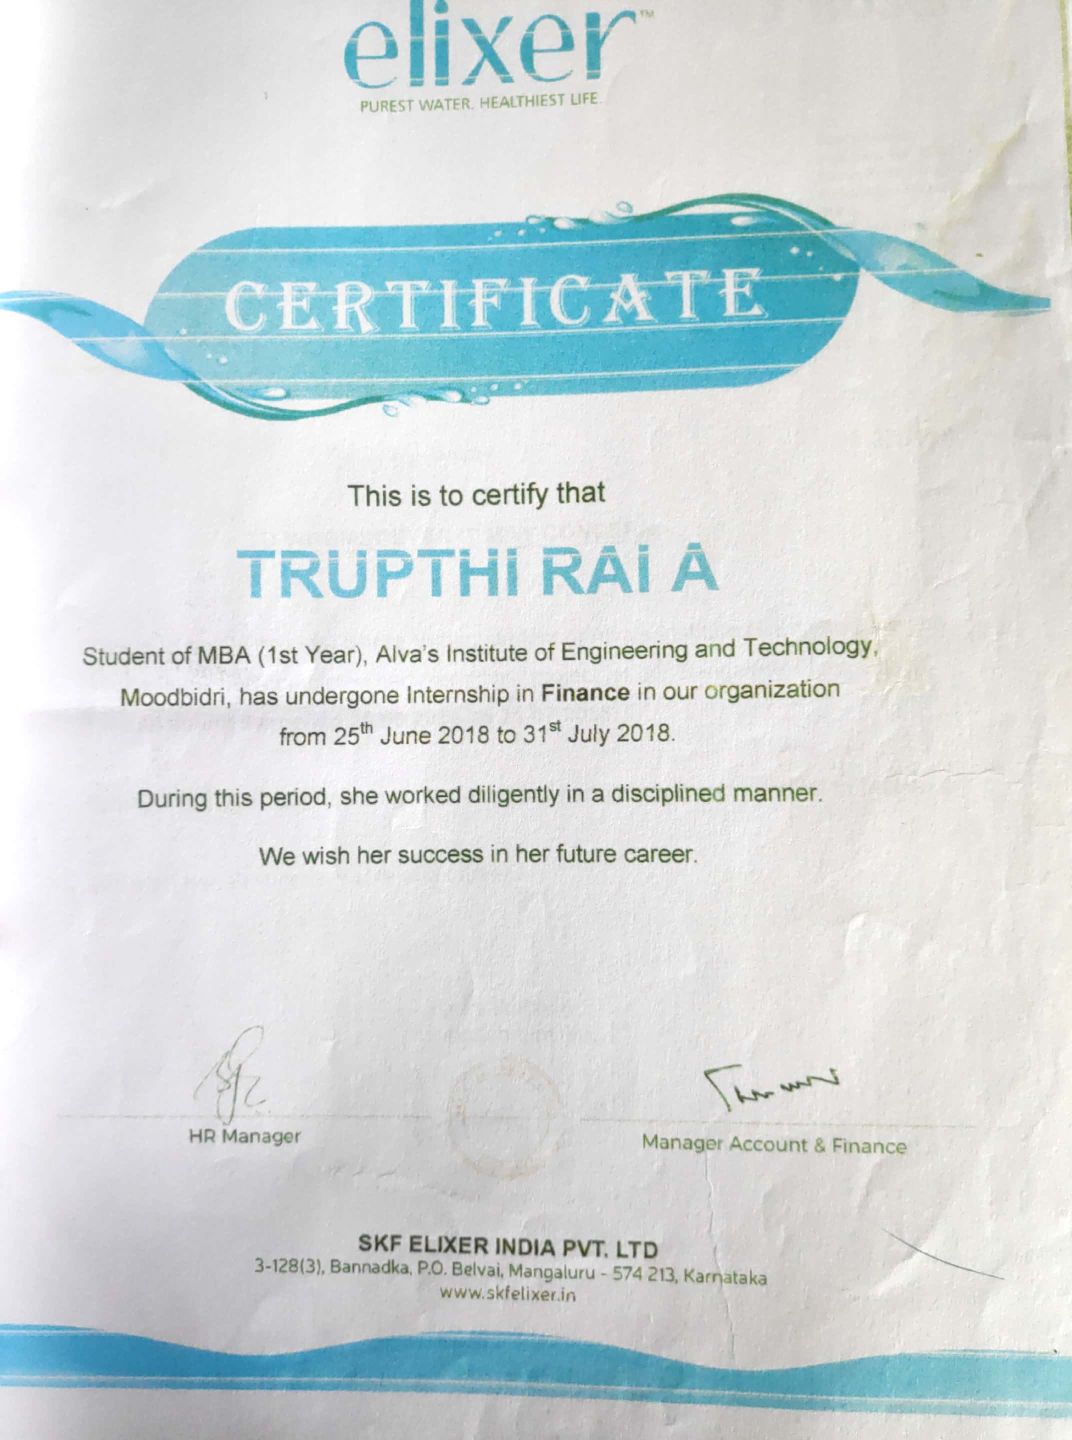 elixer™
PUREST WATER. HEALTHIEST LIFE.
CERTIFICATE
This is to certify that
TRUPTHI RAI A
Student of MBA (1st Year), Alva's Institute of Engineering and Technology,
Moodbidri, has undergone Internship in Finance in our organization
from 25th June 2018 to 31st July 2018.
During this period, she worked diligently in a disciplined manner.
We wish her success in her future career.
HR Manager
Manager Account & Finance
SKF ELIXER INDIA PVT. LTD
3-128(3), Bannadka, P.O. Belvai, Mangaluru - 574 213, Karnataka
www.skfelixer.in